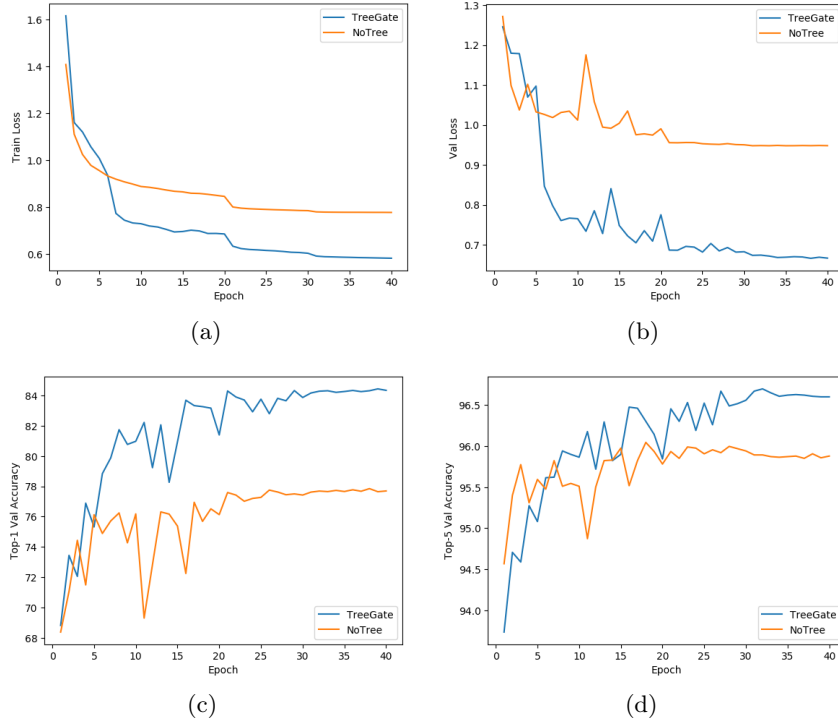 1.6
1.4
1.2
1.0
0.8
0.6
Train Loss
TreeGate
NoTree
0 5 10 15 20 25 30 35 40
Epoch
(a)
1.3
1.2
1.1
1.0
0.9
0.8
0.7
Val Loss
TreeGate
NoTree
0 5 10 15 20 25 30 35 40
Epoch
(b)
84
82
80
78
76
74
72
70
68
Top-1 Val Accuracy
TreeGate
NoTree
0 5 10 15 20 25 30 35 40
Epoch
(c)
96.5
96.0
95.5
95.0
94.5
94.0
Top-5 Val Accuracy
TreeGate
NoTree
0 5 10 15 20 25 30 35 40
Epoch
(d)